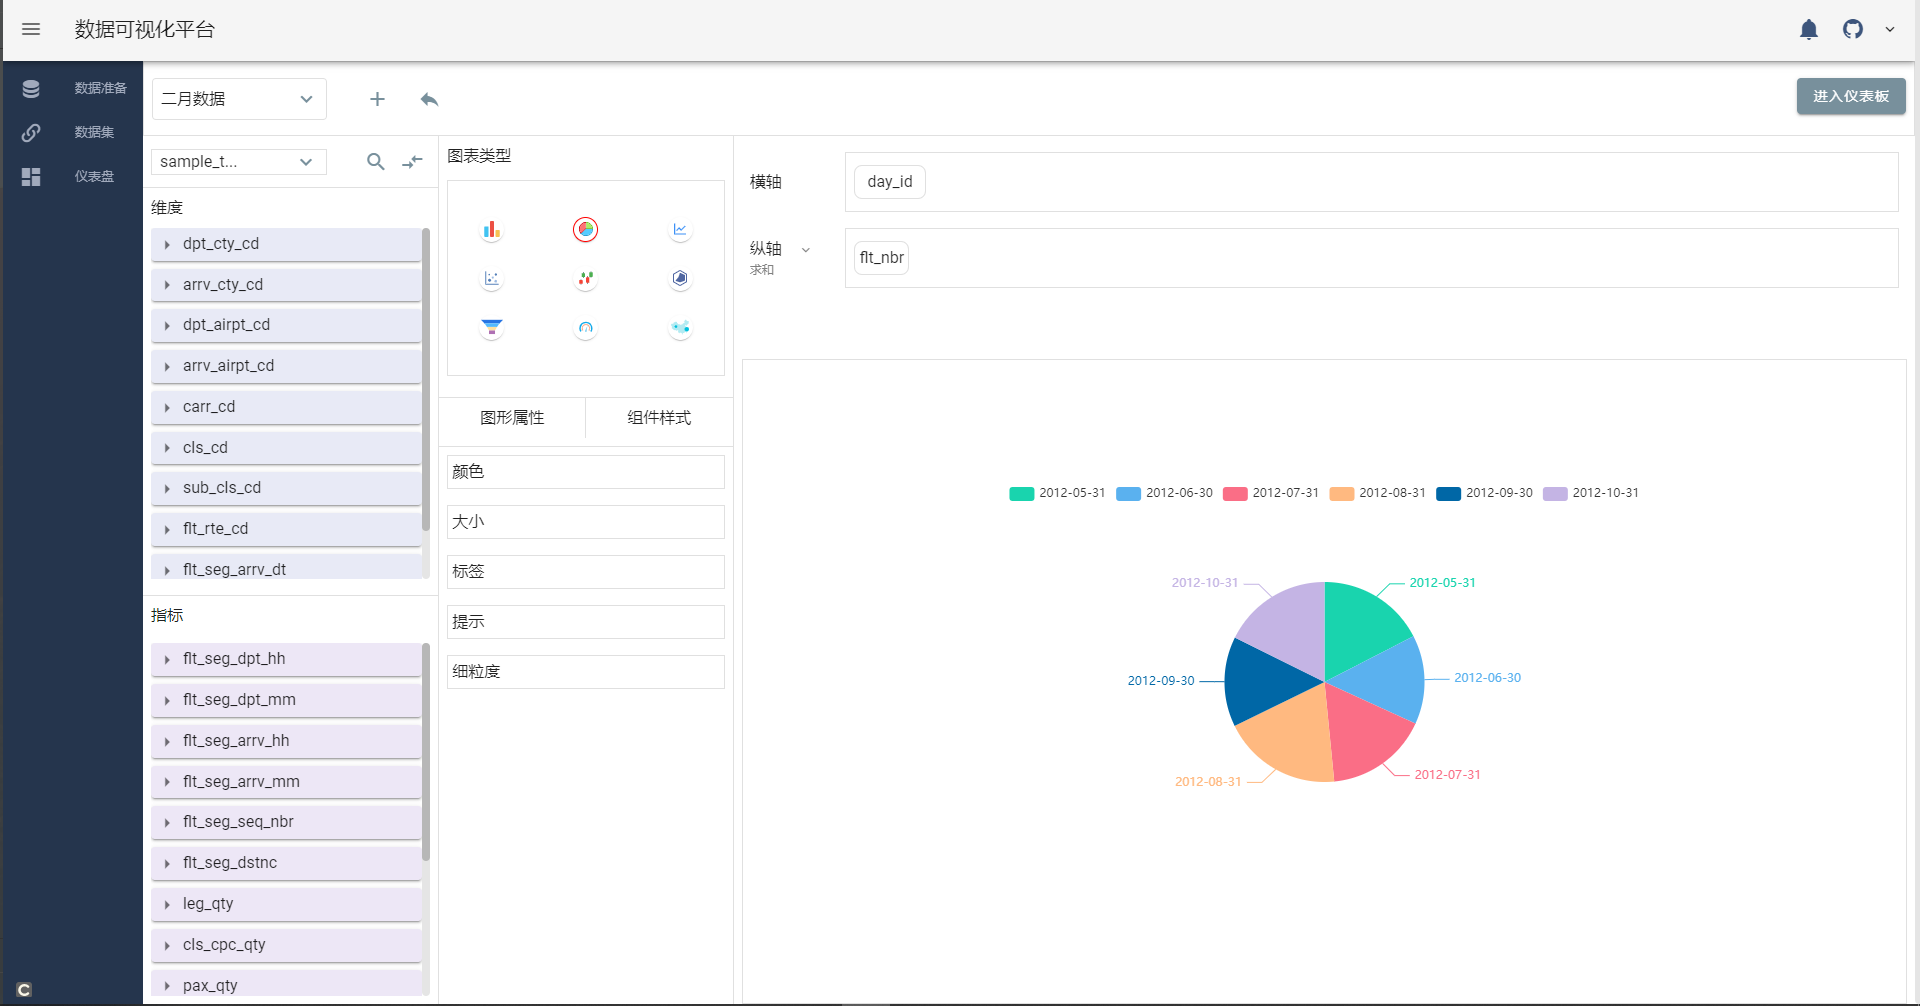 数据可视化平台
数据准备
数据集
仪表盘
二月数据
进入仪表板
sample_t...
维度
dpt_cty_cd
arrv_cty_cd
dpt_airpt_cd
arrv_airpt_cd
carr_cd
cls_cd
sub_cls_cd
flt_rte_cd
flt_seg_arrv_dt
指标
flt_seg_dpt_hh
flt_seg_dpt_mm
flt_seg_arrv_hh
flt_seg_arrv_mm
flt_seg_seq_nbr
flt_seg_dstnc
leg_qty
cls_cpc_qty
pax_qty
图表类型
图形属性
组件样式
颜色
大小
标签
提示
细粒度
横轴
day_id
纵轴
求和
flt_nbr
2012-05-31 2012-06-30 2012-07-31 2012-08-31 2012-09-30 2012-10-31
2012-10-31
2012-05-31
2012-09-30
2012-06-30
2012-08-31
2012-07-31
C